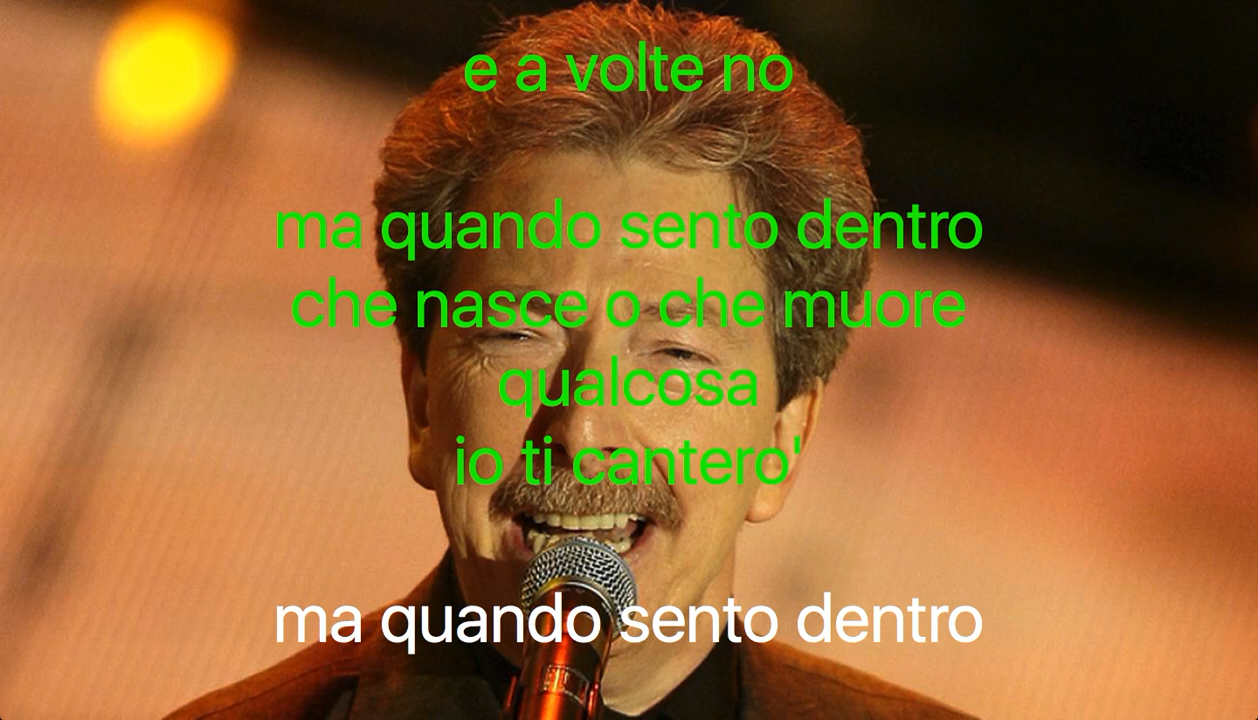 e a volte no
ma quando sento dentro
che nasce o che muore
qualcosa
io ti cantero'
ma quando sento dentro